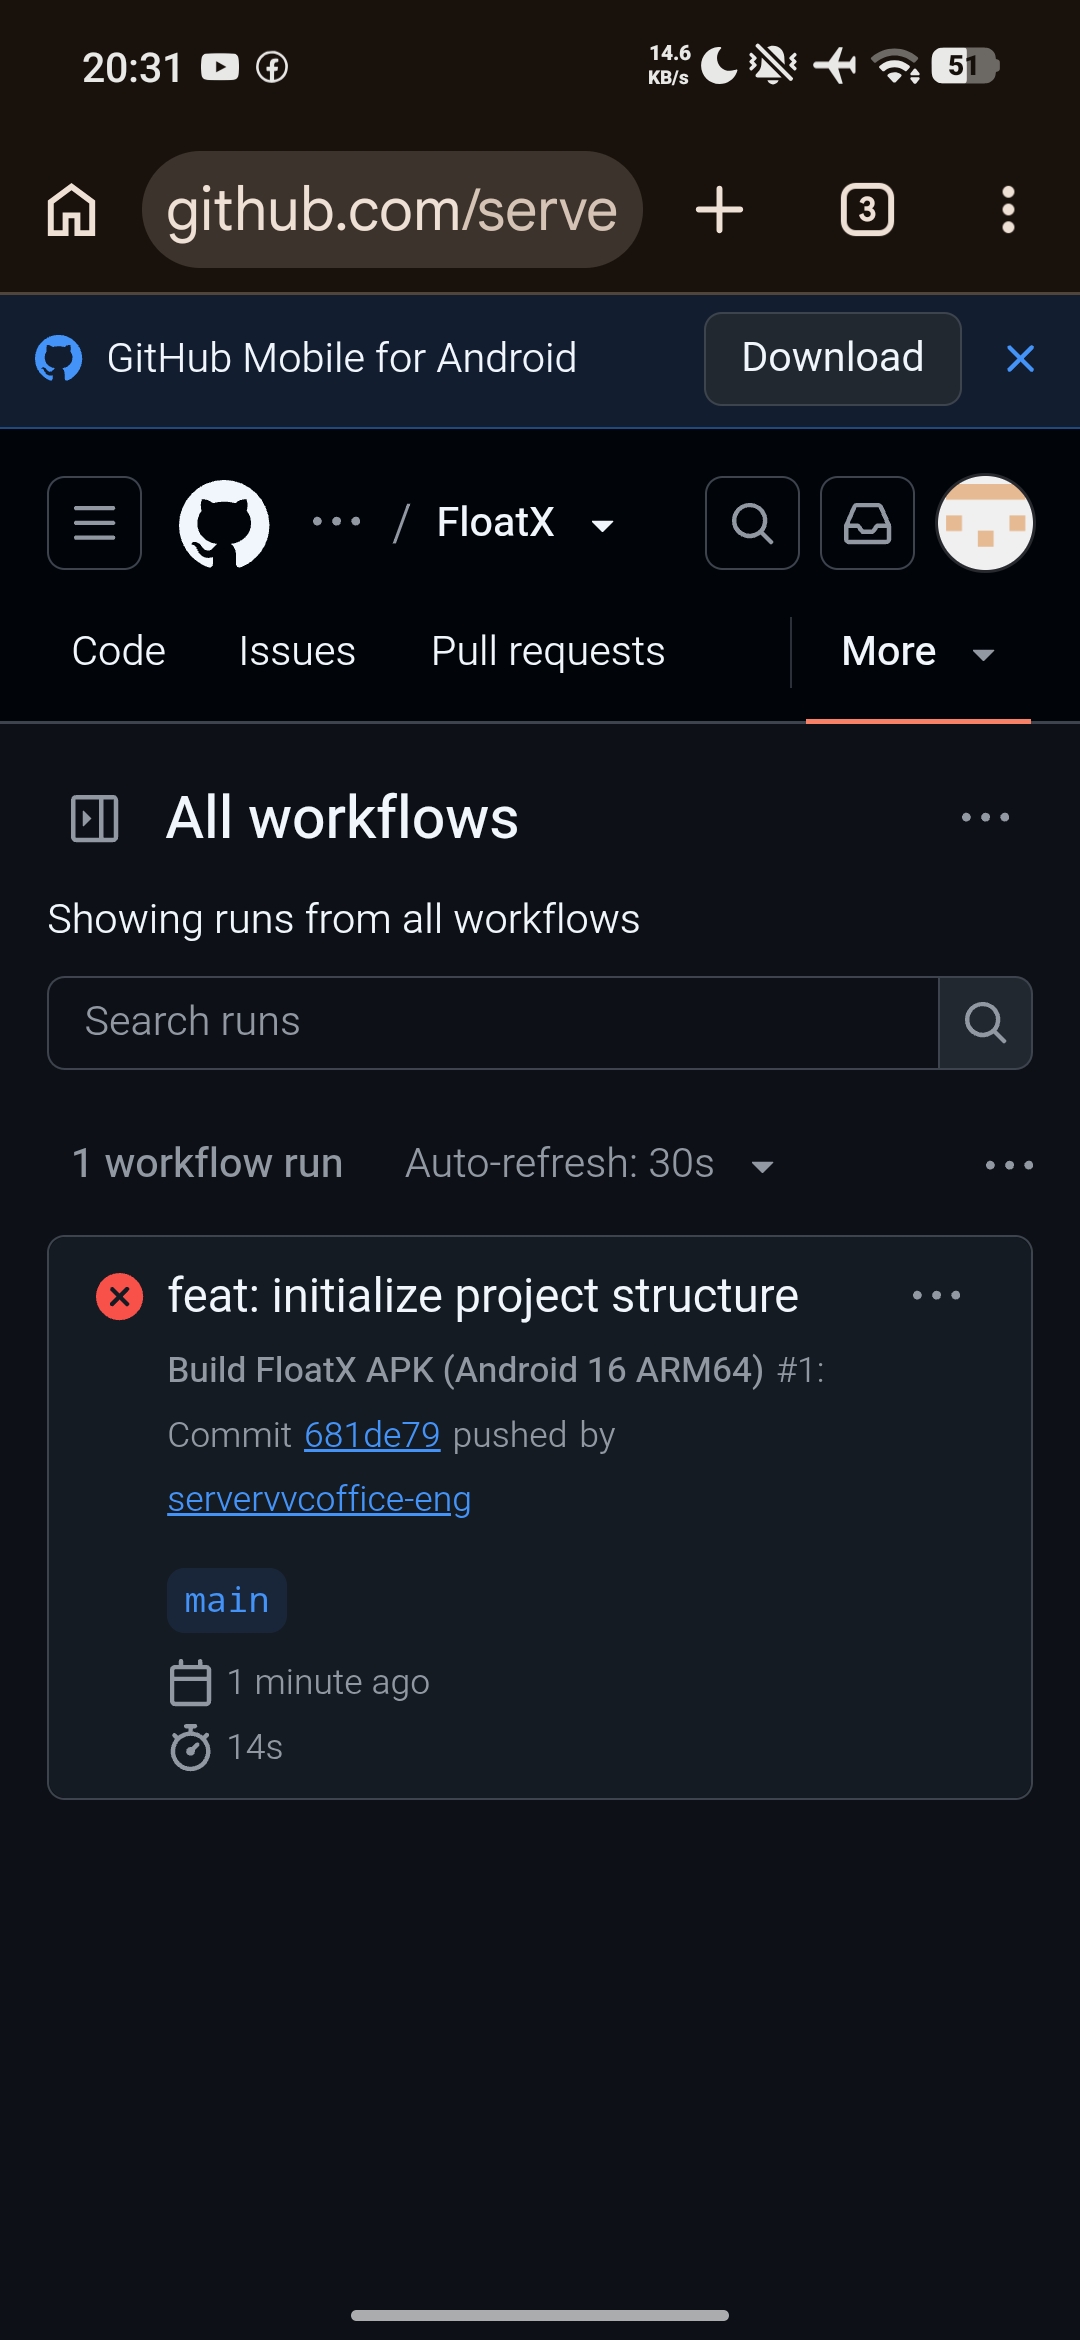 20:31
14.6
KB/s
51
github.com/serve
3
GitHub Mobile for Android
Download
/ FloatX
Code Issues Pull requests More
All workflows
Showing runs from all workflows
Search runs
1 workflow run Auto-refresh: 30s
feat: initialize project structure
Build FloatX APK (Android 16 ARM64) #1:
Commit 681de79 pushed by
servervvcoffice-eng
main
1 minute ago
14s